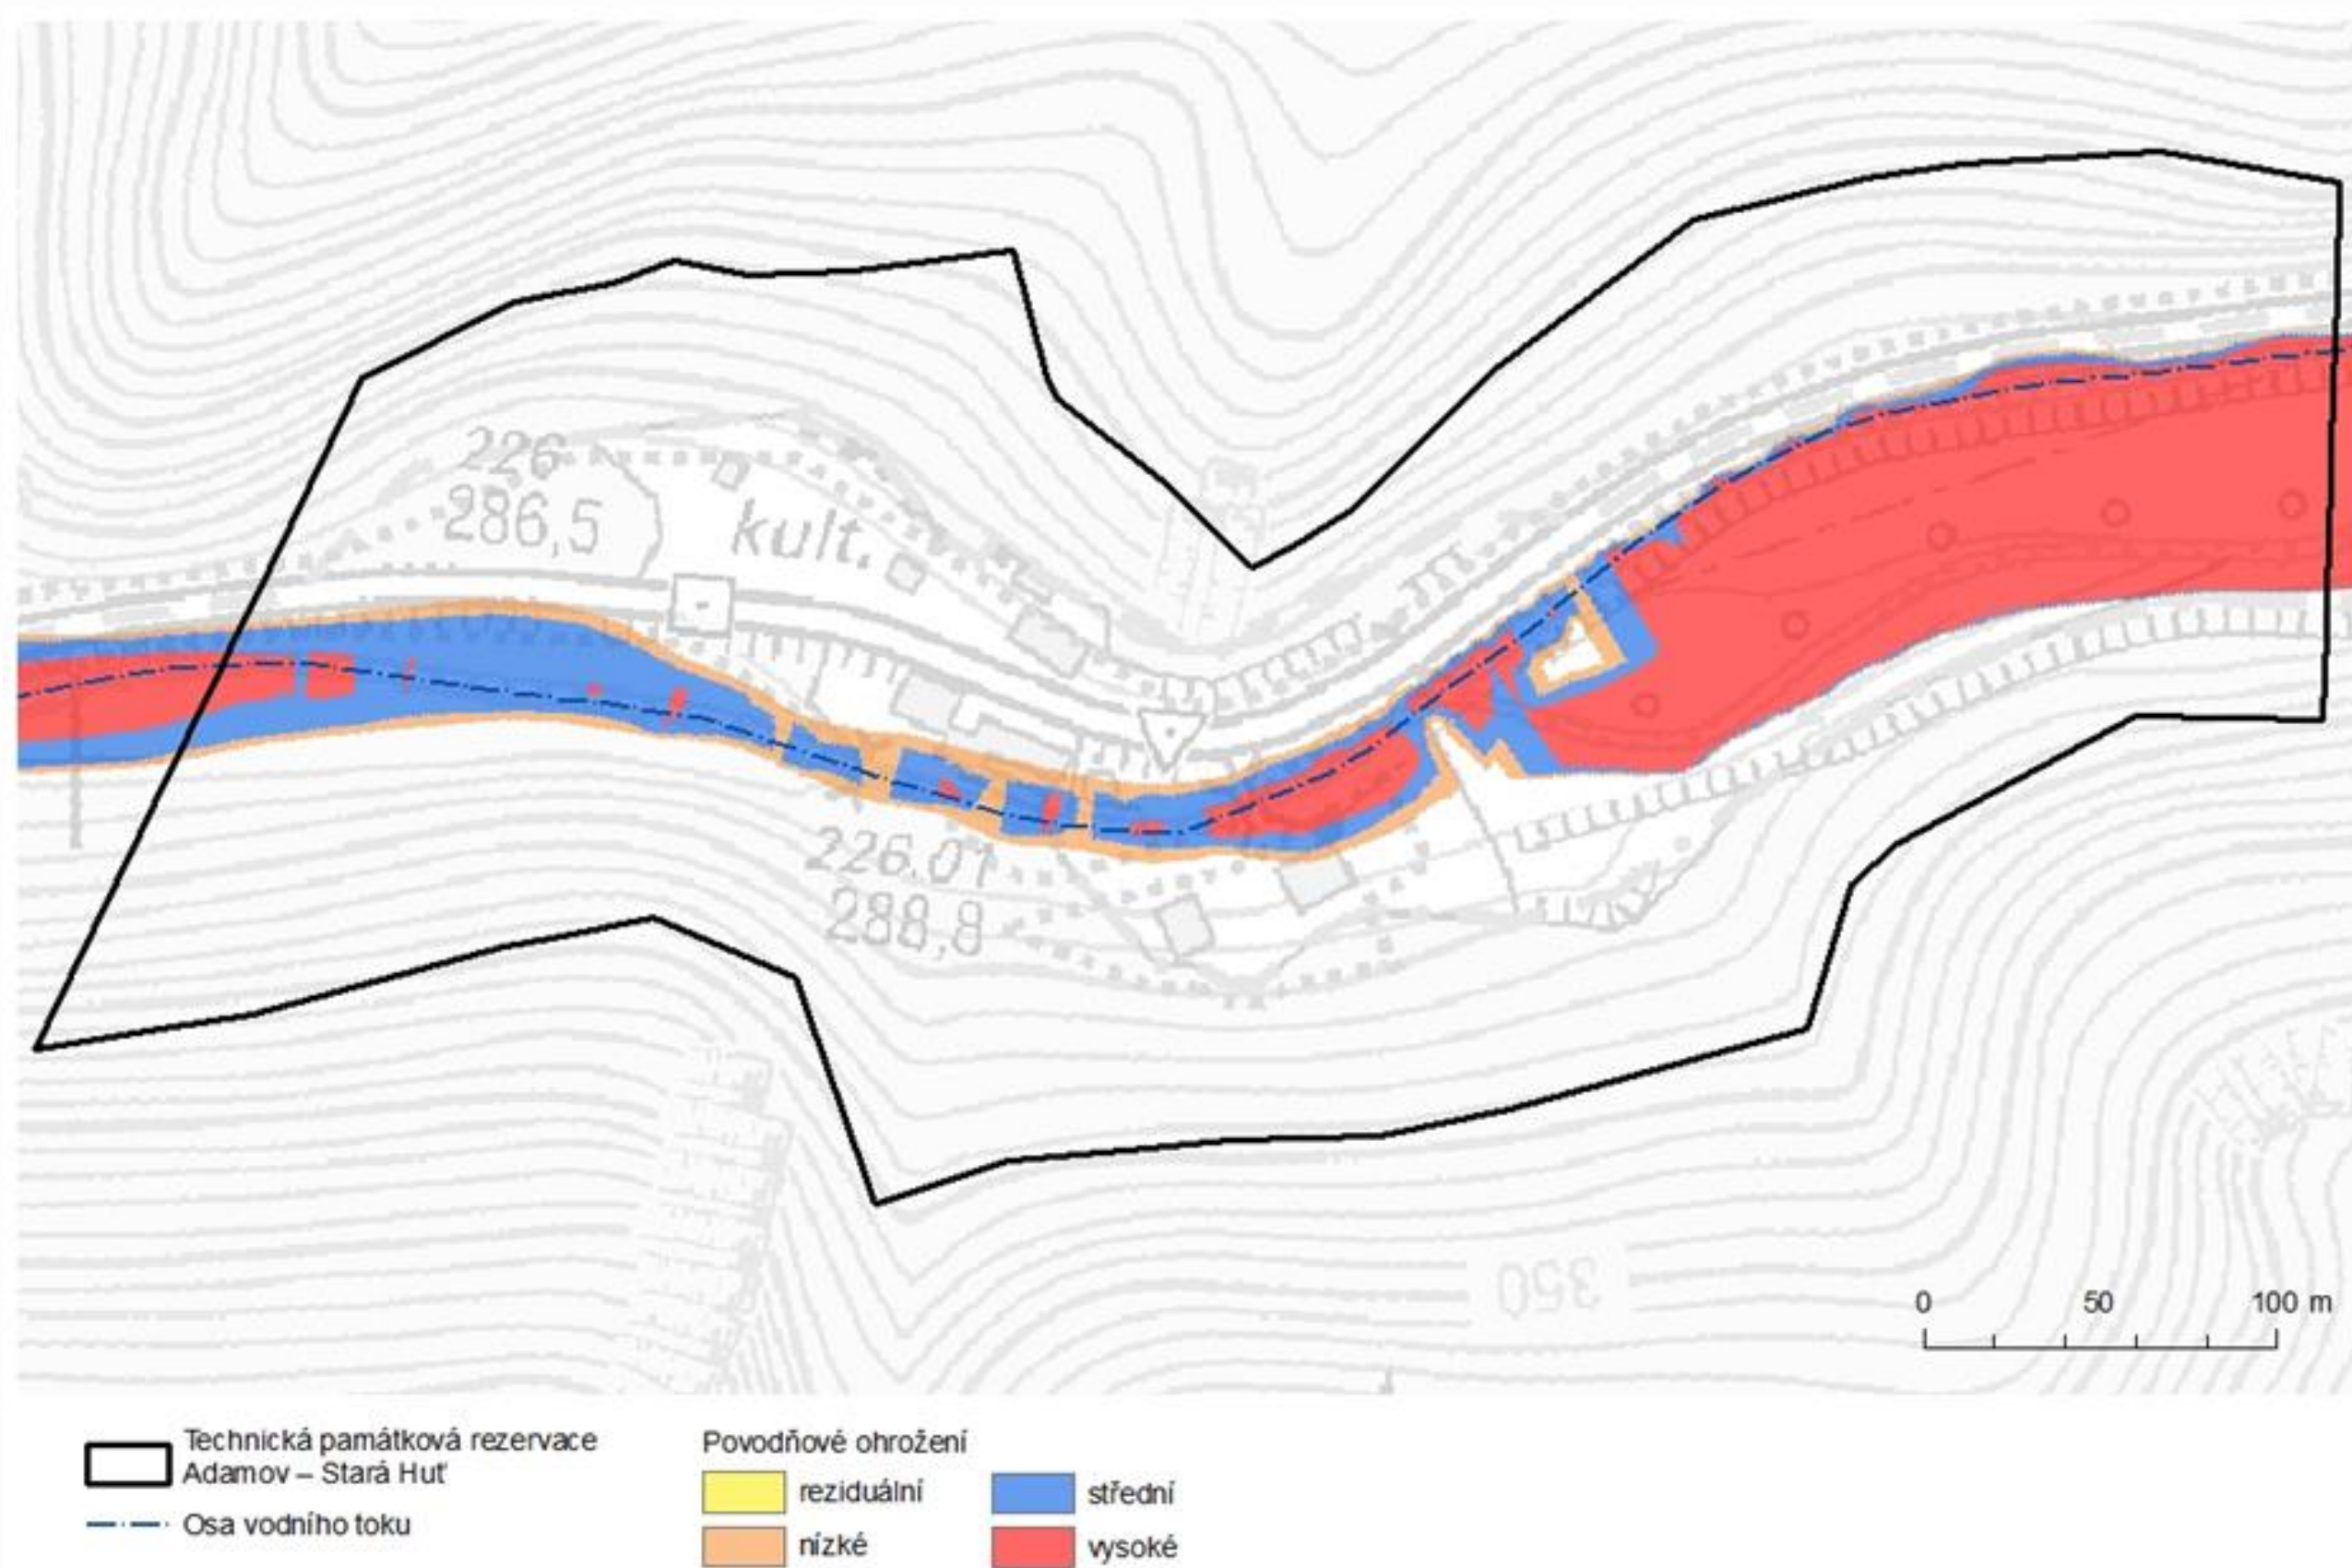 226
286,5
kult.
226.01
288,8
350
0 50 100 m
Technická památková rezervace
Adamov – Stará Huť
Osa vodního toku
Povodňové ohrožení
reziduální
střední
nízké
vysoké